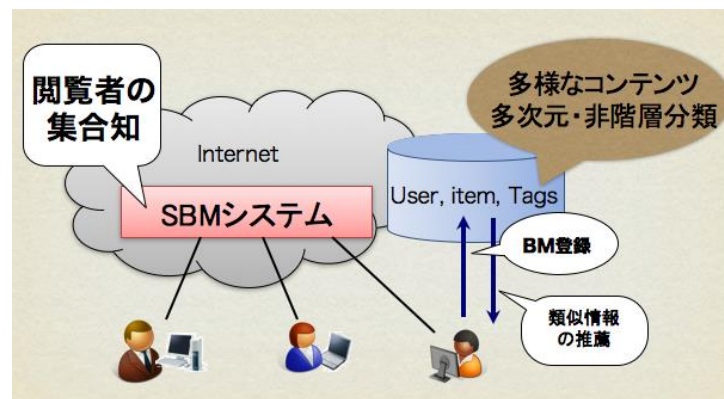 閲覧者の
集合知
多様なコンテンツ
多次元・非階層分類
Internet
User, item, Tags
SBMシステム
BM登録
類似情報
の推薦